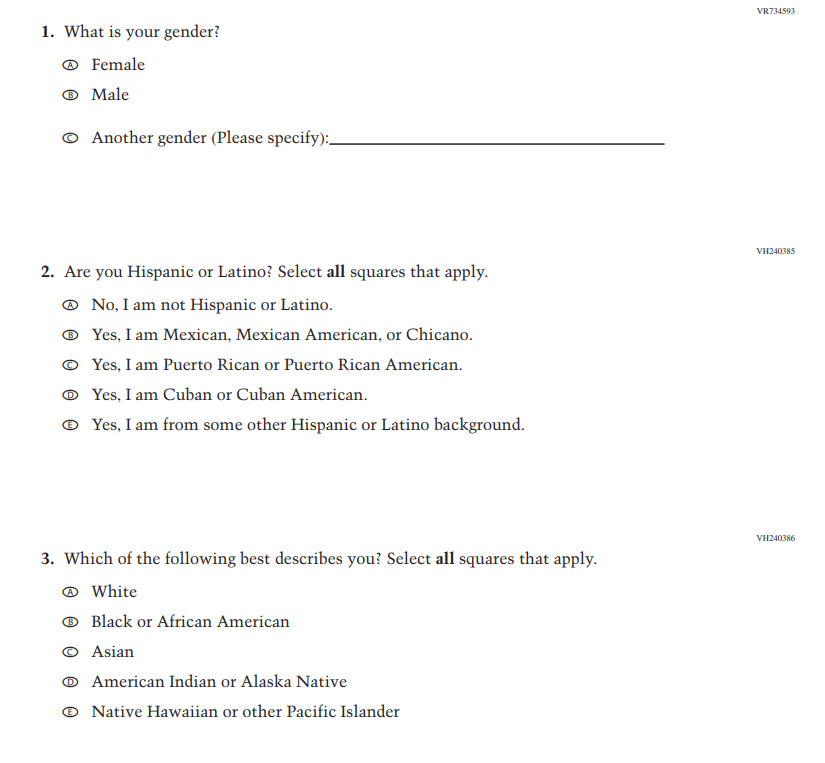 VR734593
1. What is your gender?
Ⓐ Female
Ⓑ Male
Ⓒ Another gender (Please specify):
VH240385
2. Are you Hispanic or Latino? Select all squares that apply.
Ⓐ No, I am not Hispanic or Latino.
Ⓑ Yes, I am Mexican, Mexican American, or Chicano.
Ⓒ Yes, I am Puerto Rican or Puerto Rican American.
Ⓓ Yes, I am Cuban or Cuban American.
Ⓔ Yes, I am from some other Hispanic or Latino background.
VH240386
3. Which of the following best describes you? Select all squares that apply.
Ⓐ White
Ⓑ Black or African American
Ⓒ Asian
Ⓓ American Indian or Alaska Native
Ⓔ Native Hawaiian or other Pacific Islander